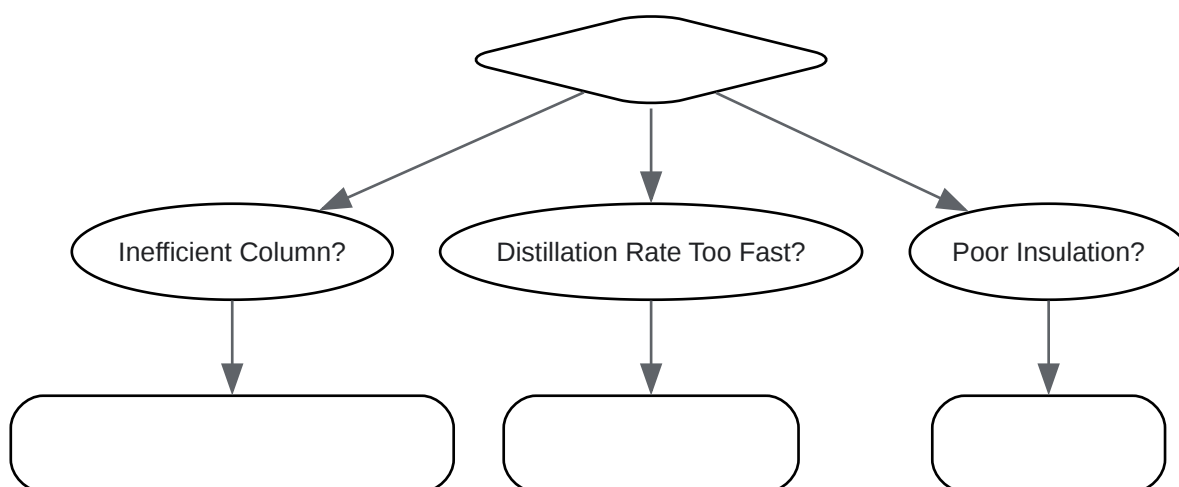 Inefficient Column?
Distillation Rate Too Fast?
Poor Insulation?